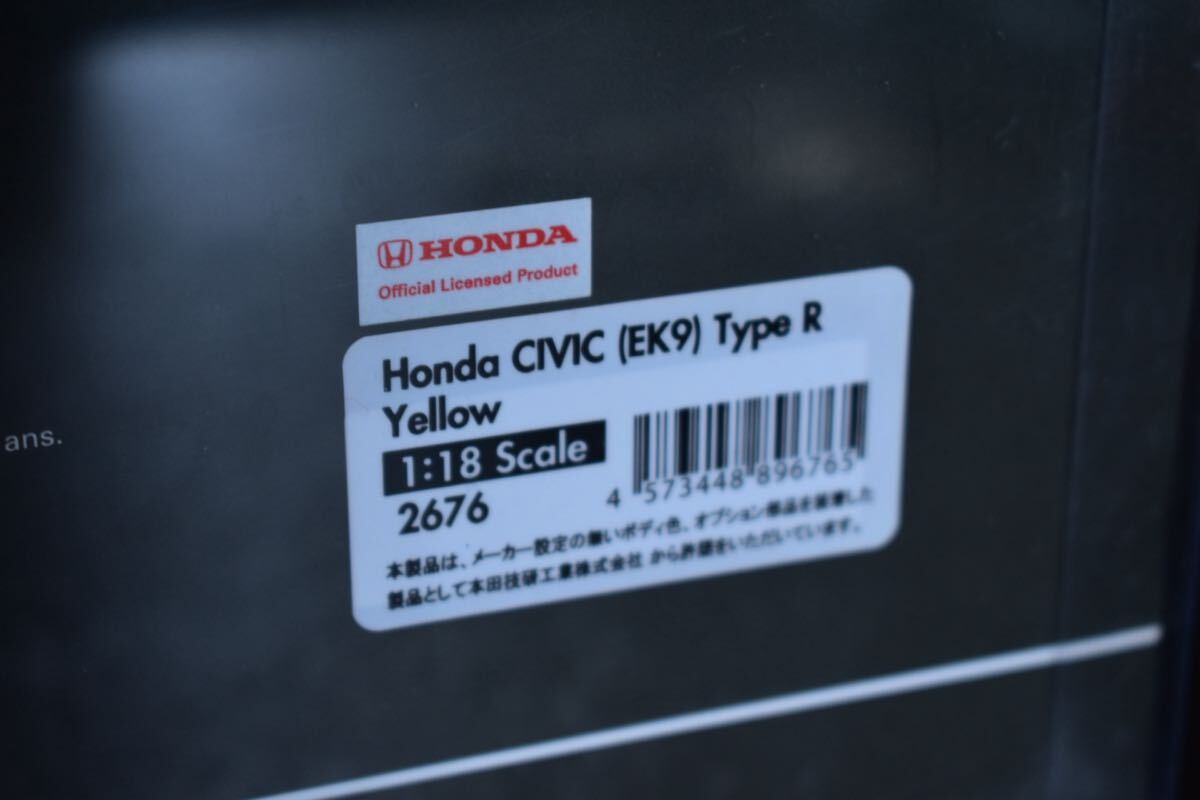 HONDA
Official Licensed Product
Honda CIVIC (EK9) Type R
Yellow
1:18 Scale
2676
4 573448 896765
本製品は、メーカー設定の無いボディ色、オプション部品を装着した
製品として本田技研工業株式会社 から許諾をいただいています。
ans.